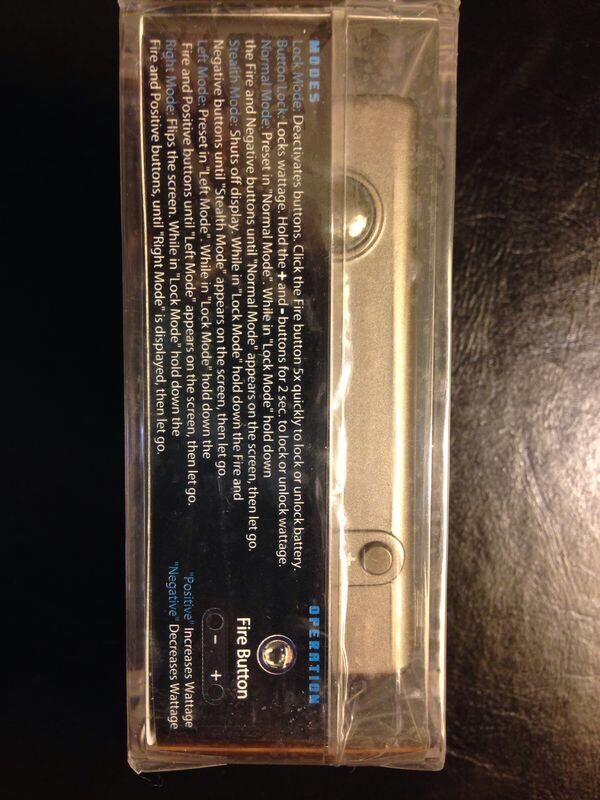 MODES
Lock Mode: Deactivates buttons. Click the Fire button 5x quickly to lock or unlock battery.
Button Lock: Locks wattage. Hold the + and - buttons for 2 sec. to lock or unlock wattage.
Normal Mode: Preset in "Normal Mode". While in "Lock Mode" hold down
the Fire and Negative buttons until "Normal Mode" appears on the screen, then let go.
Stealth Mode: Shuts off display. While in "Lock Mode" hold down the Fire and
Negative buttons until "Stealth Mode" appears on the screen, then let go.
Left Mode: Preset in "Left Mode". While in "Lock Mode" hold down the
Fire and Positive buttons until "Left Mode" appears on the screen, then let go.
Right Mode: Flips the screen. While in "Lock Mode" hold down the
Fire and Positive buttons, until "Right Mode" is displayed, then let go.
OPERATION
Fire Button
- +
"Positive" Increases Wattage
"Negative" Decreases Wattage